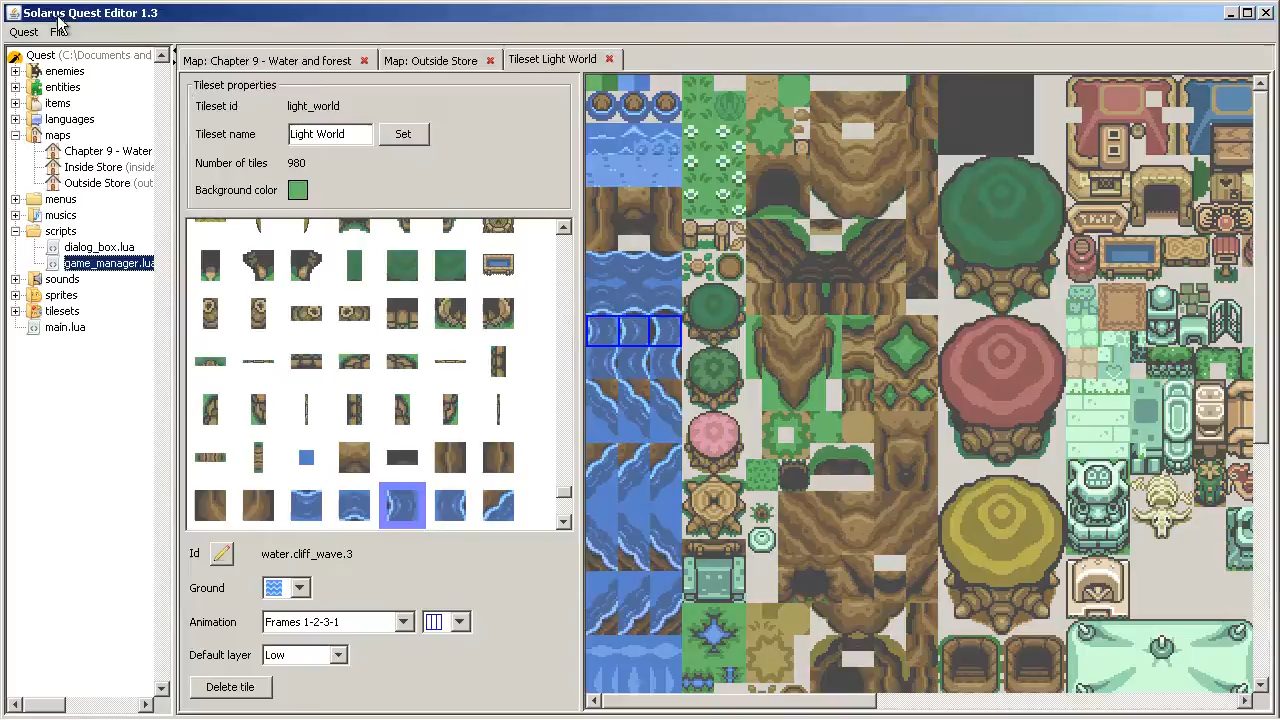 Solarus Quest Editor 1.3
Quest File
Quest (C:\Documents and
enemies
items
languages
maps
Chapter 9 - Water
Inside Store (inside
Outside Store (out
menus
musics
scripts
dialog_box.lua
game_manager.lua
sounds
sprites
tilesets
main.lua
Map: Chapter 9 - Water and forest
Map: Outside Store
Tileset Light World
Tileset properties
Tileset id light_world
Tileset name Light World Set
Number of tiles 980
Background color
Id water.cliff_wave.3
Ground
Animation Frames 1-2-3-1
Default layer Low
Delete tile